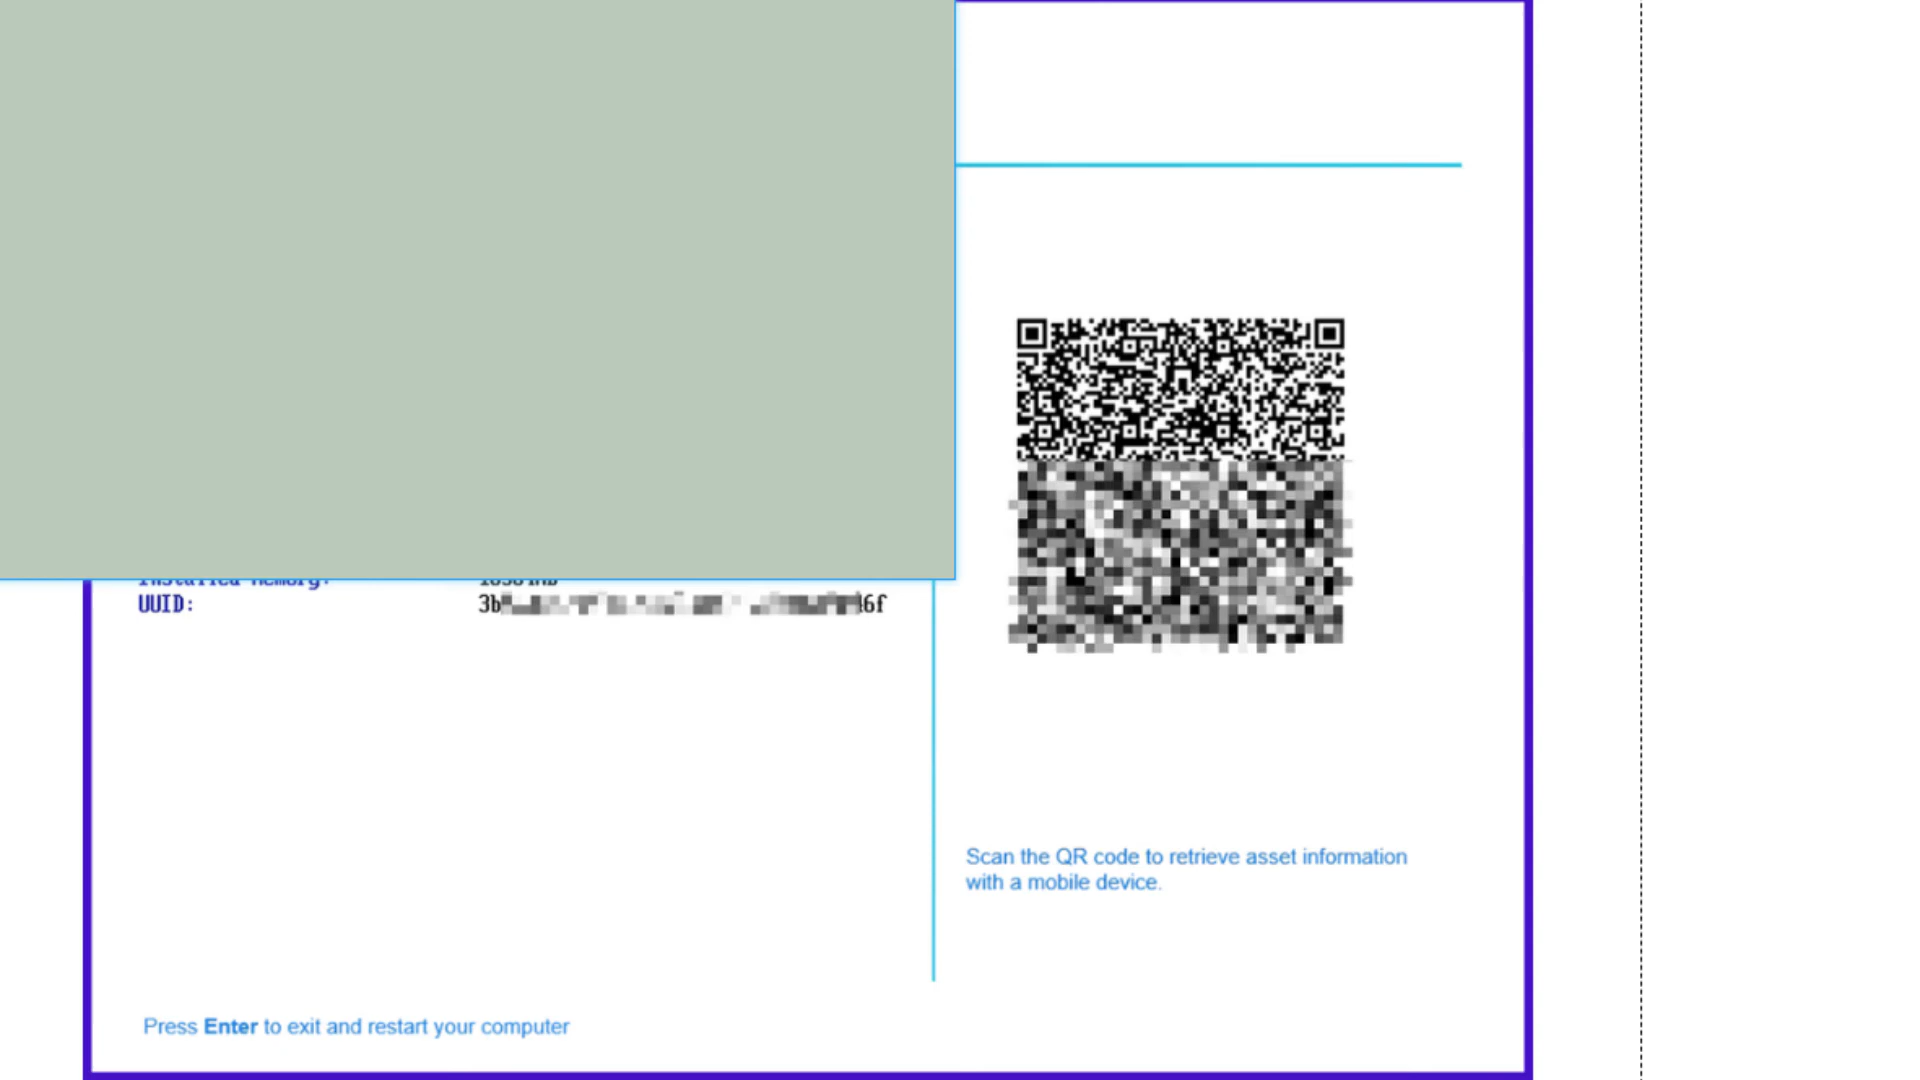 UUID:
Scan the QR code to retrieve asset information
with a mobile device.
Press Enter to exit and restart your computer